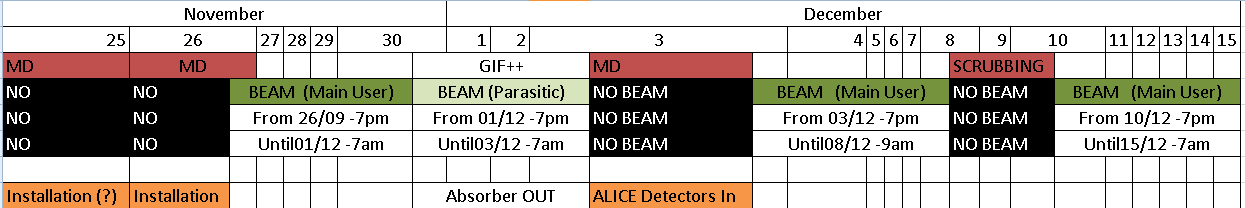 November December
25 26 27 28 29 30 1 2 3 4 5 6 7 8 9 10 11 12 13 14 15
MD MD GIF++ MD SCRUBBING
NO NO BEAM (Main User) BEAM (Parasitic) NO BEAM BEAM (Main User) NO BEAM BEAM (Main User)
NO NO From 26/09 -7pm From 01/12 -7pm NO BEAM From 03/12 -7pm NO BEAM From 10/12 -7pm
NO NO Until01/12 -7am Until03/12 -7am NO BEAM Until08/12 -9am NO BEAM Until15/12 -7am
Installation (?) Installation Absorber OUT ALICE Detectors In